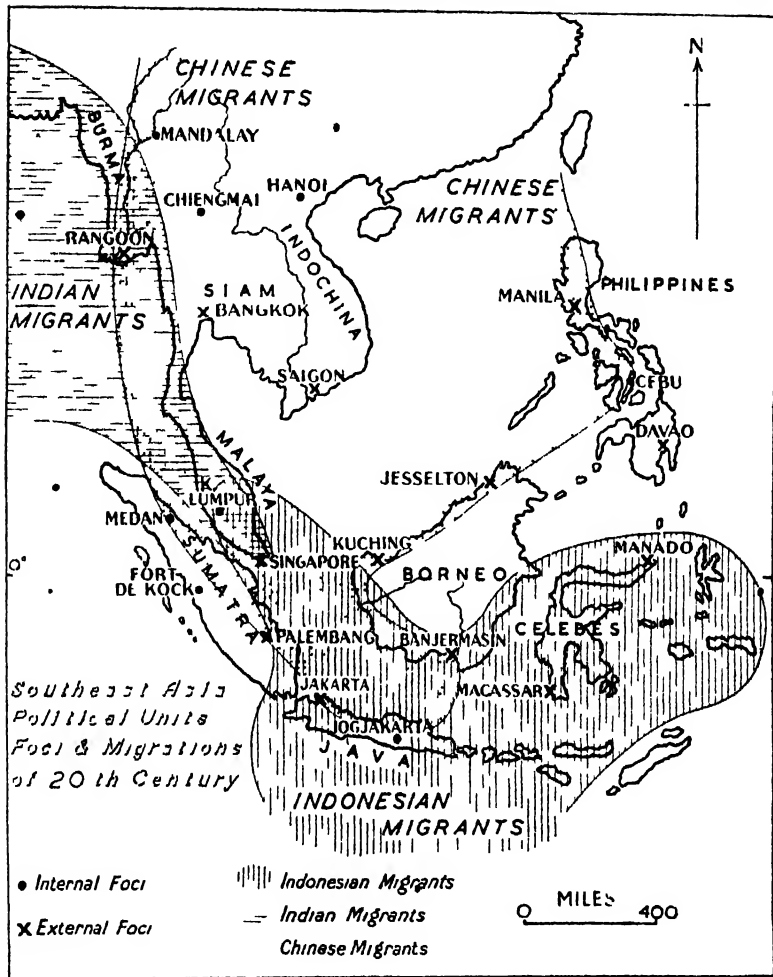 N
CHINESE
MIGRANTS
BURMA
MANDALAY
HANOI
CHIENGMAI
CHINESE
MIGRANTS
RANGOON
INDOCHINA
INDIAN
MIGRANTS
SIAM
BANGKOK
PHILIPPINES
MANILA
SAIGON
CEBU
DAVAO
MALAYA
JESSELTON
K.
LUMPUR
MEDAN
KUCHING
MANADO
0°
SINGAPORE
SUMATRA
BORNEO
FORT
DE KOCK
PALEMBANG
BANJERMASIN
CELEBES
JAKARTA
MACASSAR
Southeast Asia
Political Units
Foci & Migrations
of 20th Century
JOGJAKARTA
JAVA
INDONESIAN
MIGRANTS
Internal Foci
External Foci
Indonesian Migrants
Indian Migrants
Chinese Migrants
MILES
0 400